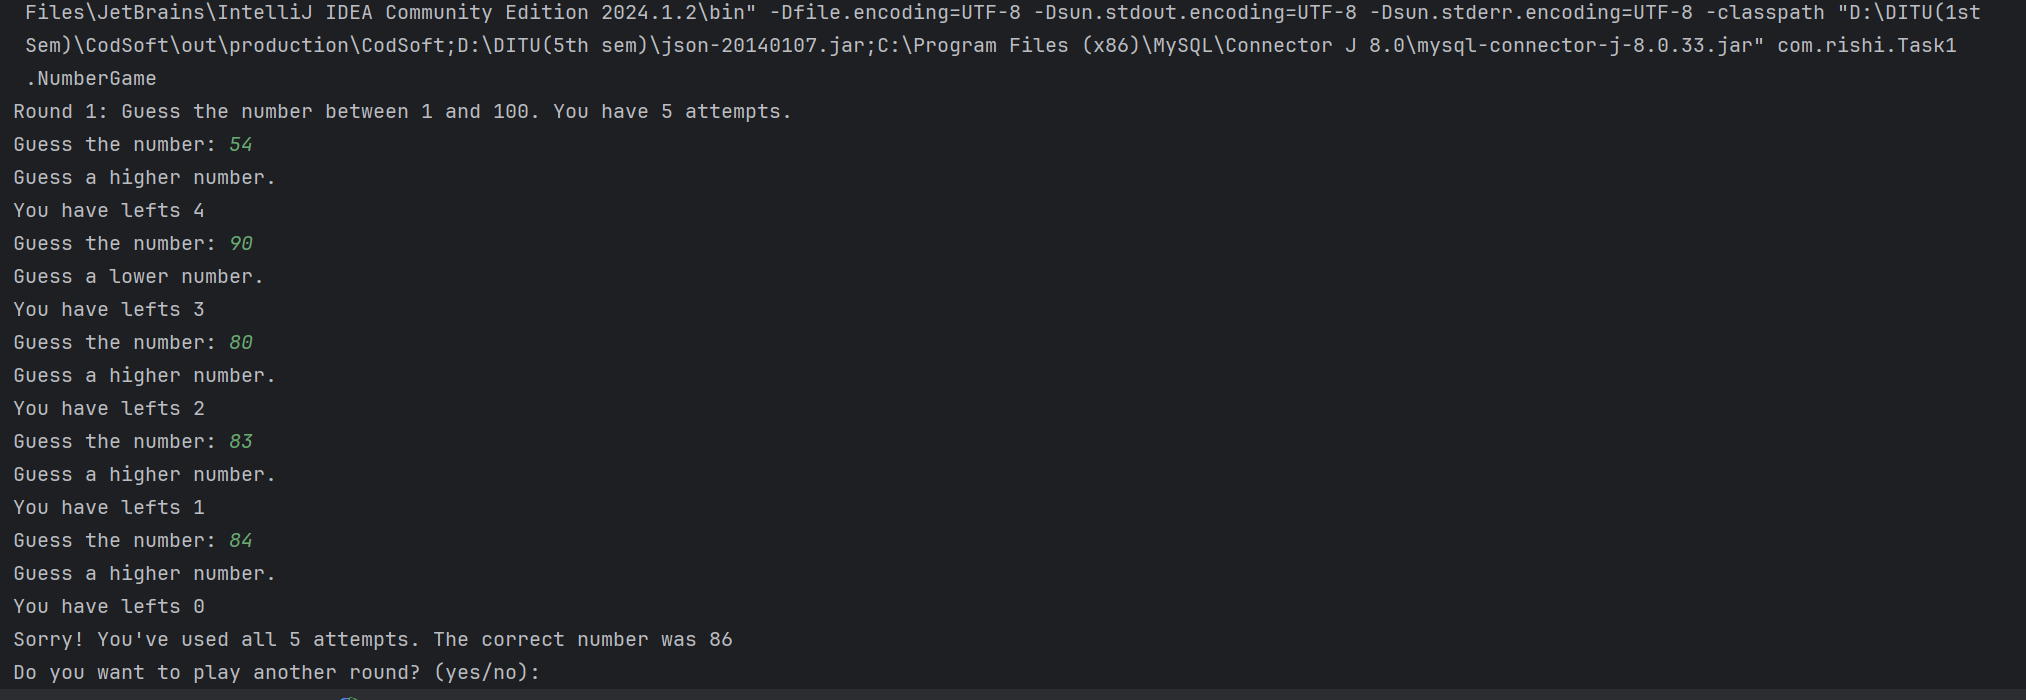 Files\JetBrains\IntelliJ IDEA Community Edition 2024.1.2\bin" -Dfile.encoding=UTF-8 -Dsun.stdout.encoding=UTF-8 -Dsun.stderr.encoding=UTF-8 -classpath "D:\DITU(1st
Sem)\CodSoft\out\production\CodSoft;D:\DITU(5th sem)\json-20140107.jar;C:\Program Files (x86)\MySQL\Connector J 8.0\mysql-connector-j-8.0.33.jar" com.rishi.Task1
.NumberGame
Round 1: Guess the number between 1 and 100. You have 5 attempts.
Guess the number: 54
Guess a higher number.
You have lefts 4
Guess the number: 90
Guess a lower number.
You have lefts 3
Guess the number: 80
Guess a higher number.
You have lefts 2
Guess the number: 83
Guess a higher number.
You have lefts 1
Guess the number: 84
Guess a higher number.
You have lefts 0
Sorry! You've used all 5 attempts. The correct number was 86
Do you want to play another round? (yes/no):